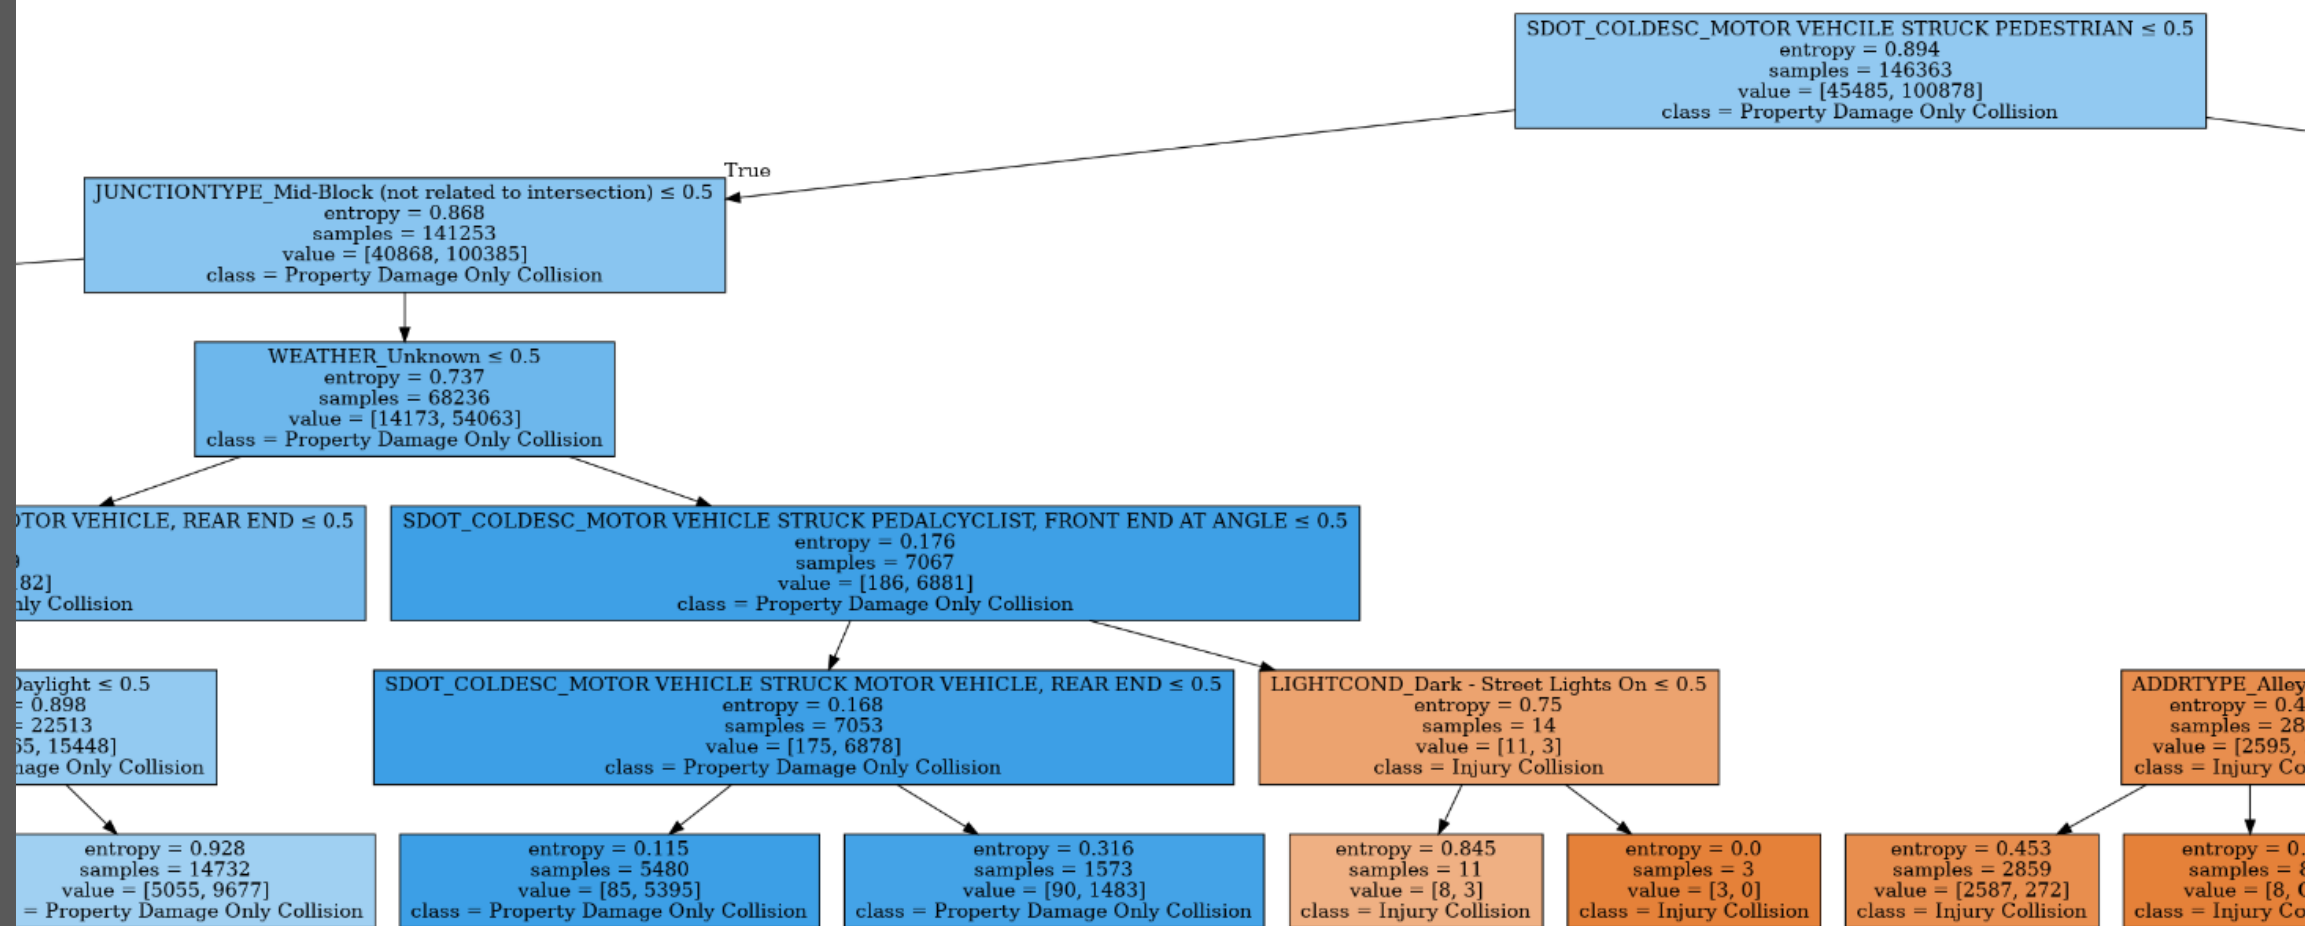 SDOT_COLDESC_MOTOR VEHCILE STRUCK PEDESTRIAN ≤ 0.5
entropy = 0.894
samples = 146363
value = [45485, 100878]
class = Property Damage Only Collision
True
JUNCTIONTYPE_Mid-Block (not related to intersection) ≤ 0.5
entropy = 0.868
samples = 141253
value = [40868, 100385]
class = Property Damage Only Collision
WEATHER_Unknown ≤ 0.5
entropy = 0.737
samples = 68236
value = [14173, 54063]
class = Property Damage Only Collision
OTOR VEHICLE, REAR END ≤ 0.5
9
182]
nly Collision
SDOT_COLDESC_MOTOR VEHICLE STRUCK PEDALCYCLIST, FRONT END AT ANGLE ≤ 0.5
entropy = 0.176
samples = 7067
value = [186, 6881]
class = Property Damage Only Collision
Daylight ≤ 0.5
= 0.898
= 22513
65, 15448]
mage Only Collision
SDOT_COLDESC_MOTOR VEHICLE STRUCK MOTOR VEHICLE, REAR END ≤ 0.5
entropy = 0.168
samples = 7053
value = [175, 6878]
class = Property Damage Only Collision
LIGHTCOND_Dark - Street Lights On ≤ 0.5
entropy = 0.75
samples = 14
value = [11, 3]
class = Injury Collision
ADDRTYPE_Alley
entropy = 0.4
samples = 28
value = [2595,
class = Injury Co
entropy = 0.928
samples = 14732
value = [5055, 9677]
= Property Damage Only Collision
entropy = 0.115
samples = 5480
value = [85, 5395]
class = Property Damage Only Collision
entropy = 0.316
samples = 1573
value = [90, 1483]
class = Property Damage Only Collision
entropy = 0.845
samples = 11
value = [8, 3]
class = Injury Collision
entropy = 0.0
samples = 3
value = [3, 0]
class = Injury Collision
entropy = 0.453
samples = 2859
value = [2587, 272]
class = Injury Collision
entropy = 0.
samples = 8
value = [8, 0
class = Injury Co